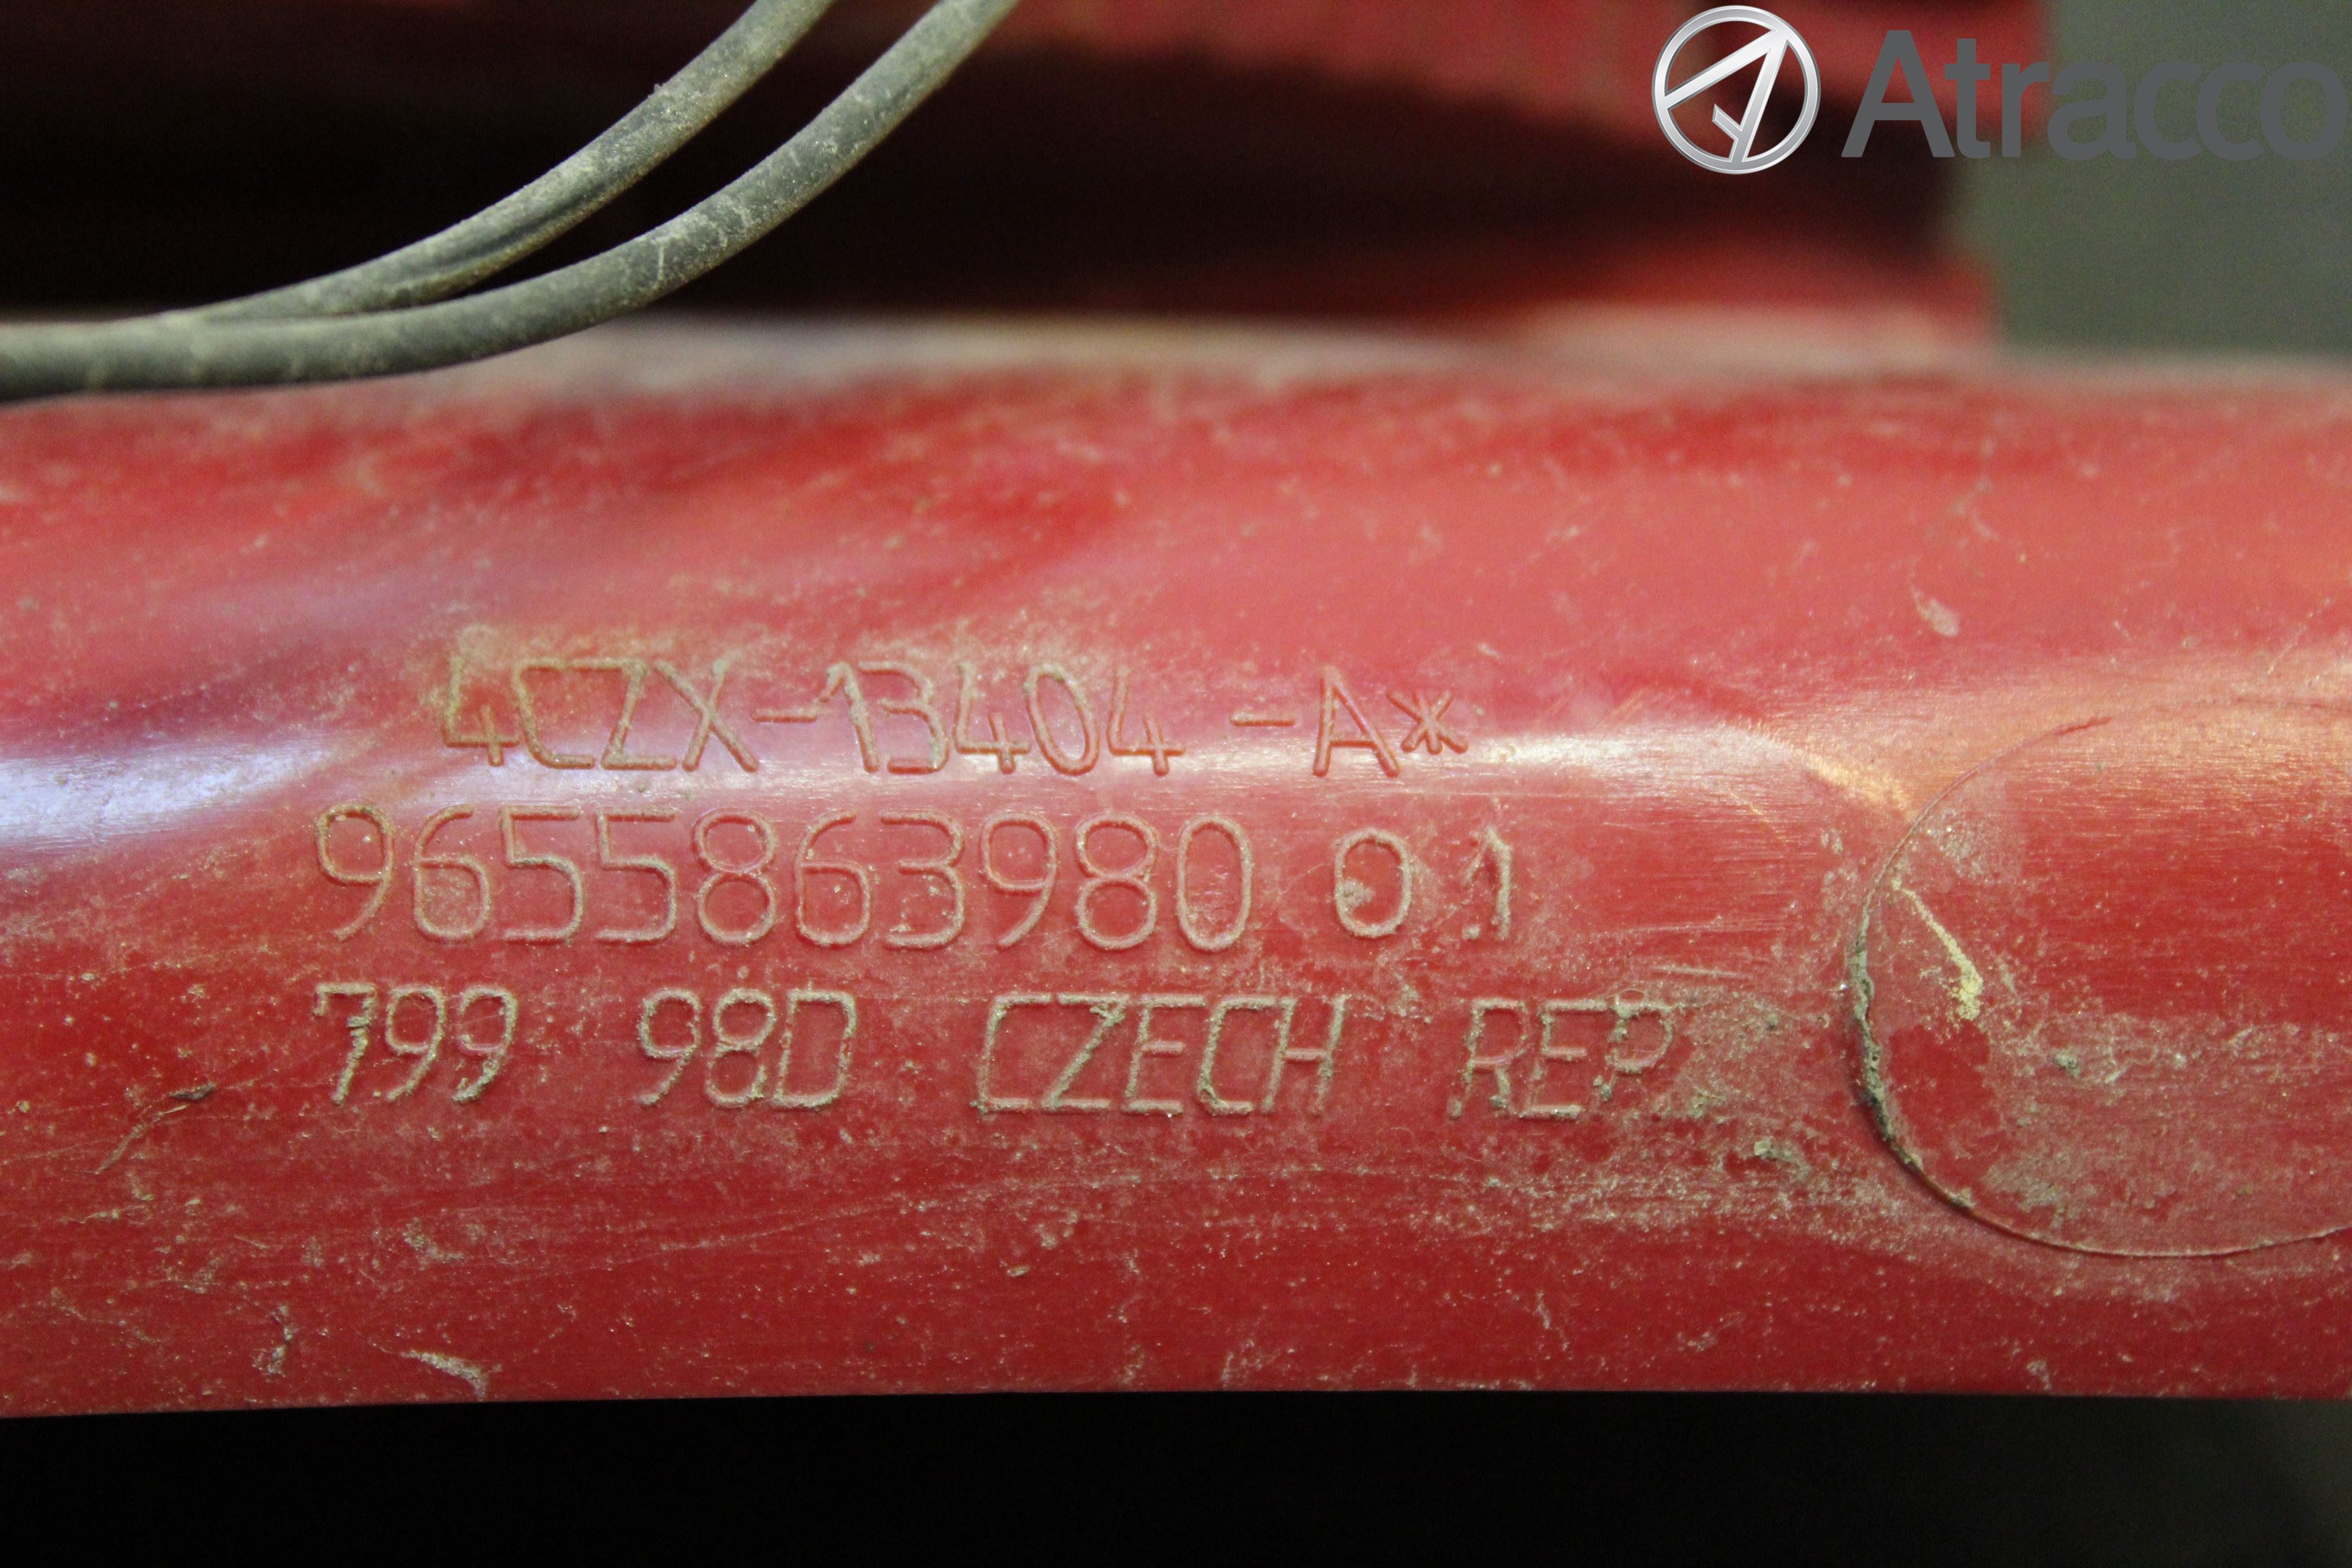 Atracco
4CZX-13404-A*
9655863980 01
799 98D CZECH REP.